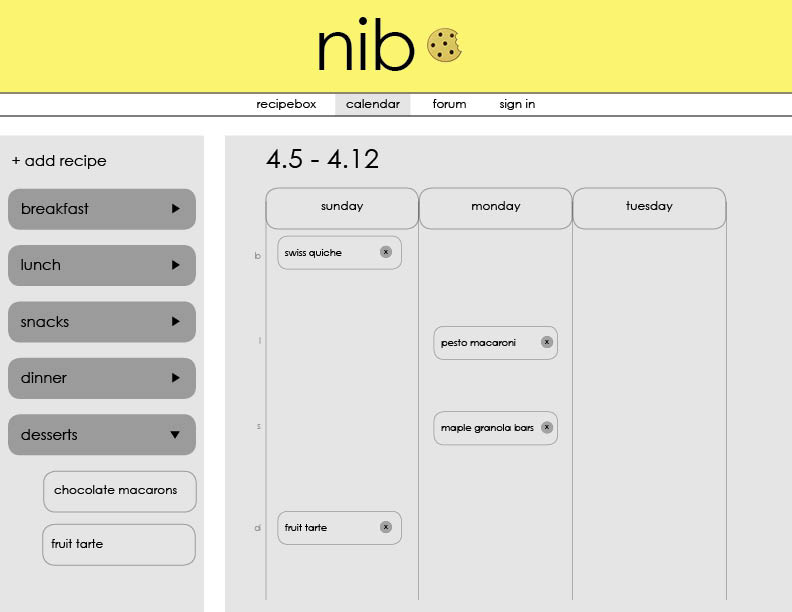 nib
recipebox calendar forum sign in
+ add recipe
breakfast
lunch
snacks
dinner
desserts
chocolate macarons
fruit tarte
4.5 - 4.12
sunday monday tuesday
b
swiss quiche x
l
pesto macaroni x
s
maple granola bars x
d
fruit tarte x